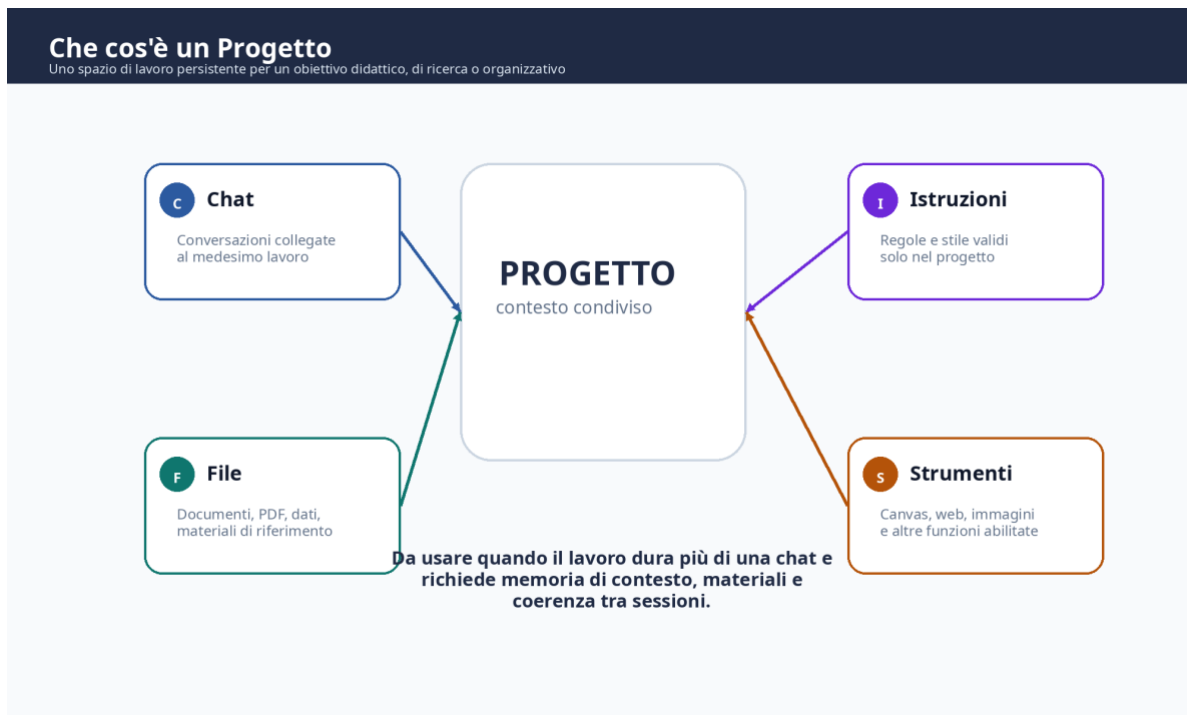 Che cos'è un Progetto
Uno spazio di lavoro persistente per un obiettivo didattico, di ricerca o organizzativo
C
Chat
Conversazioni collegate
al medesimo lavoro
PROGETTO
contesto condiviso
I
Istruzioni
Regole e stile validi
solo nel progetto
F
File
Documenti, PDF, dati,
materiali di riferimento
S
Strumenti
Canvas, web, immagini
e altre funzioni abilitate
Da usare quando il lavoro dura più di una chat e
richiede memoria di contesto, materiali e
coerenza tra sessioni.